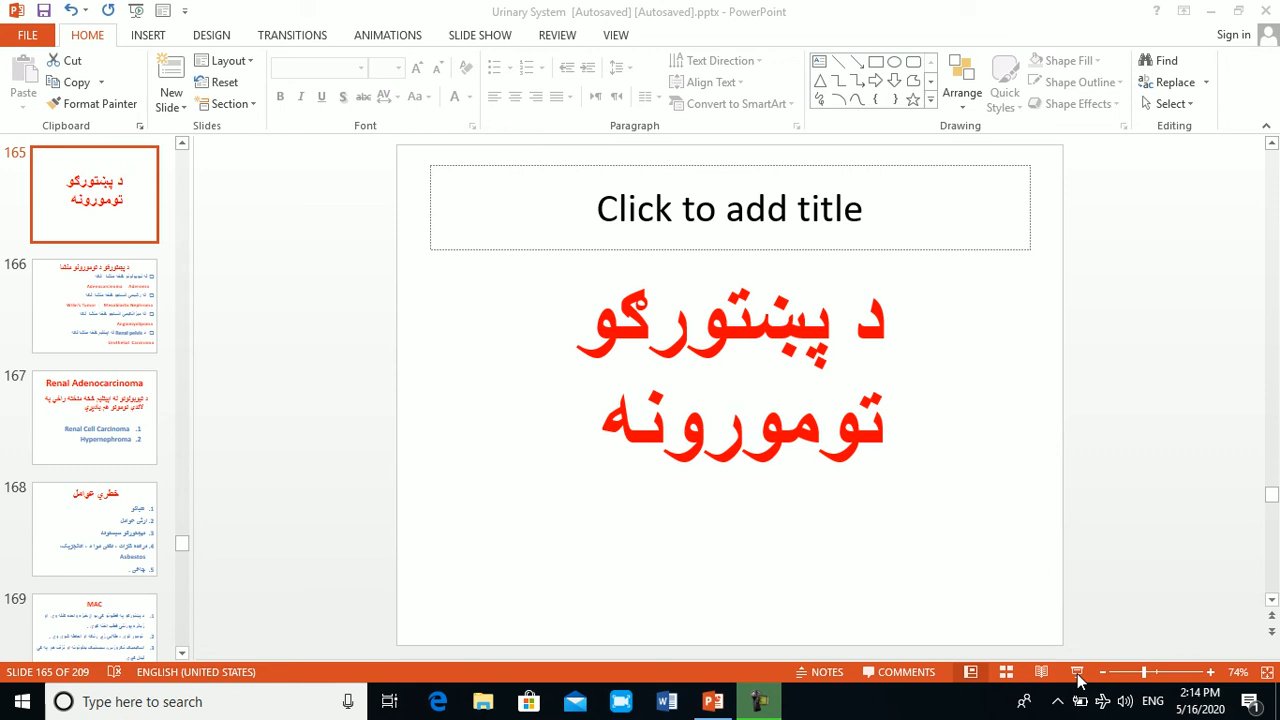 Urinary System [Autosaved] [Autosaved].pptx - PowerPoint
FILE HOME INSERT DESIGN TRANSITIONS ANIMATIONS SLIDE SHOW REVIEW VIEW Sign in
Paste
Cut
Copy
Format Painter
Clipboard
New Slide
Layout
Reset
Section
Slides
Font
Text Direction
Align Text
Convert to SmartArt
Paragraph
Arrange
Quick Styles
Shape Fill
Shape Outline
Shape Effects
Drawing
Find
Replace
Select
Editing
165
د پښتورګو
تومورونه
166
167
Renal Adenocarcinoma
Renal Cell Carcinoma .1
Hypernephroma .2
168
خطري عوامل
Asbestos
169
MAC
Click to add title
د پښتورګو
تومورونه
SLIDE 165 OF 209 ENGLISH (UNITED STATES) NOTES COMMENTS 74%
Type here to search
ENG
2:14 PM
5/16/2020